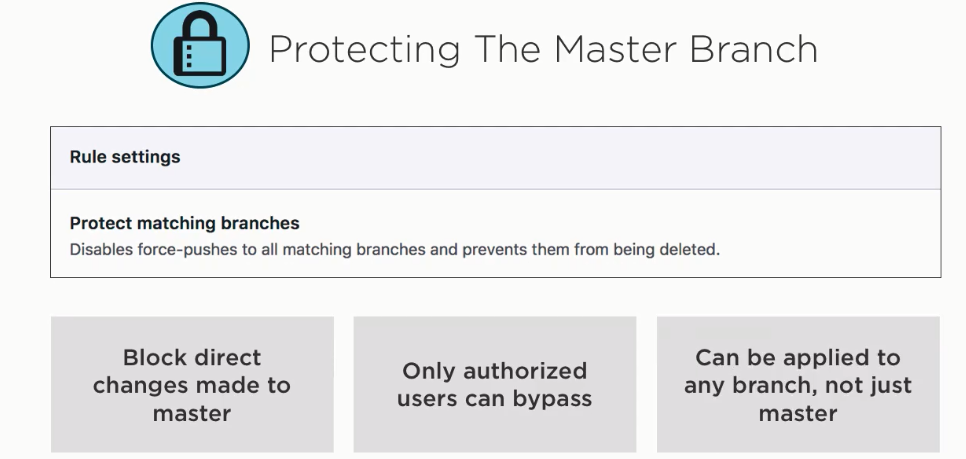 Protecting The Master Branch
Rule settings
Protect matching branches
Disables force-pushes to all matching branches and prevents them from being deleted.
Block direct
changes made to
master
Only authorized
users can bypass
Can be applied to
any branch, not just
master